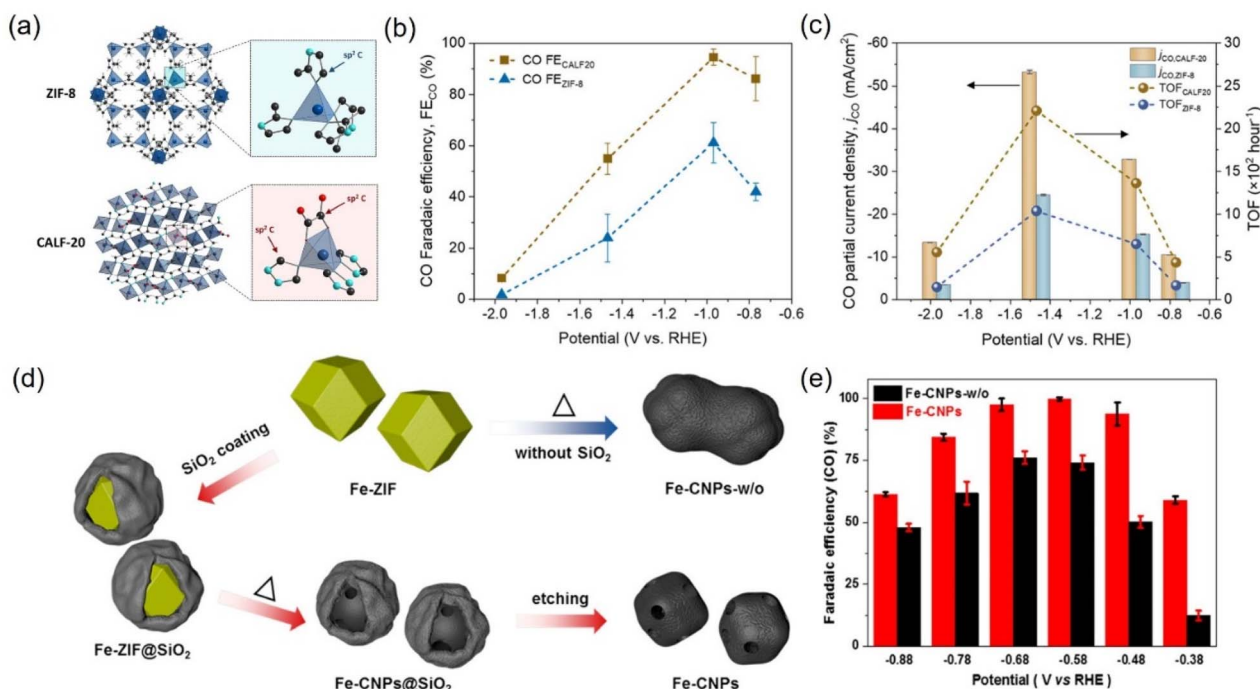 (a)
ZIF-8
sp² C
CALF-20
sp² C
sp² C
(b)
CO Faradaic efficiency, FE_CO (%)
100
80
60
40
20
0
CO FE_CALF20
CO FE_ZIF-8
-2.0 -1.8 -1.6 -1.4 -1.2 -1.0 -0.8 -0.6
Potential (V vs. RHE)
(c)
CO partial current density, j_CO (mA/cm²)
-60
-50
-40
-30
-20
-10
-0
j_CO,CALF-20
j_CO,ZIF-8
TOF_CALF20
TOF_ZIF-8
30
25
20
15
10
5
0
TOF (×10² hour⁻¹)
-2.0 -1.8 -1.6 -1.4 -1.2 -1.0 -0.8 -0.6
Potential (V vs. RHE)
(d)
SiO₂ coating
Fe-ZIF
△
without SiO₂
Fe-CNPs-w/o
Fe-ZIF@SiO₂
△
Fe-CNPs@SiO₂
etching
Fe-CNPs
(e)
Faradaic efficiency (CO) (%)
100
75
50
25
0
Fe-CNPs-w/o
Fe-CNPs
-0.88 -0.78 -0.68 -0.58 -0.48 -0.38
Potential ( V vs RHE )